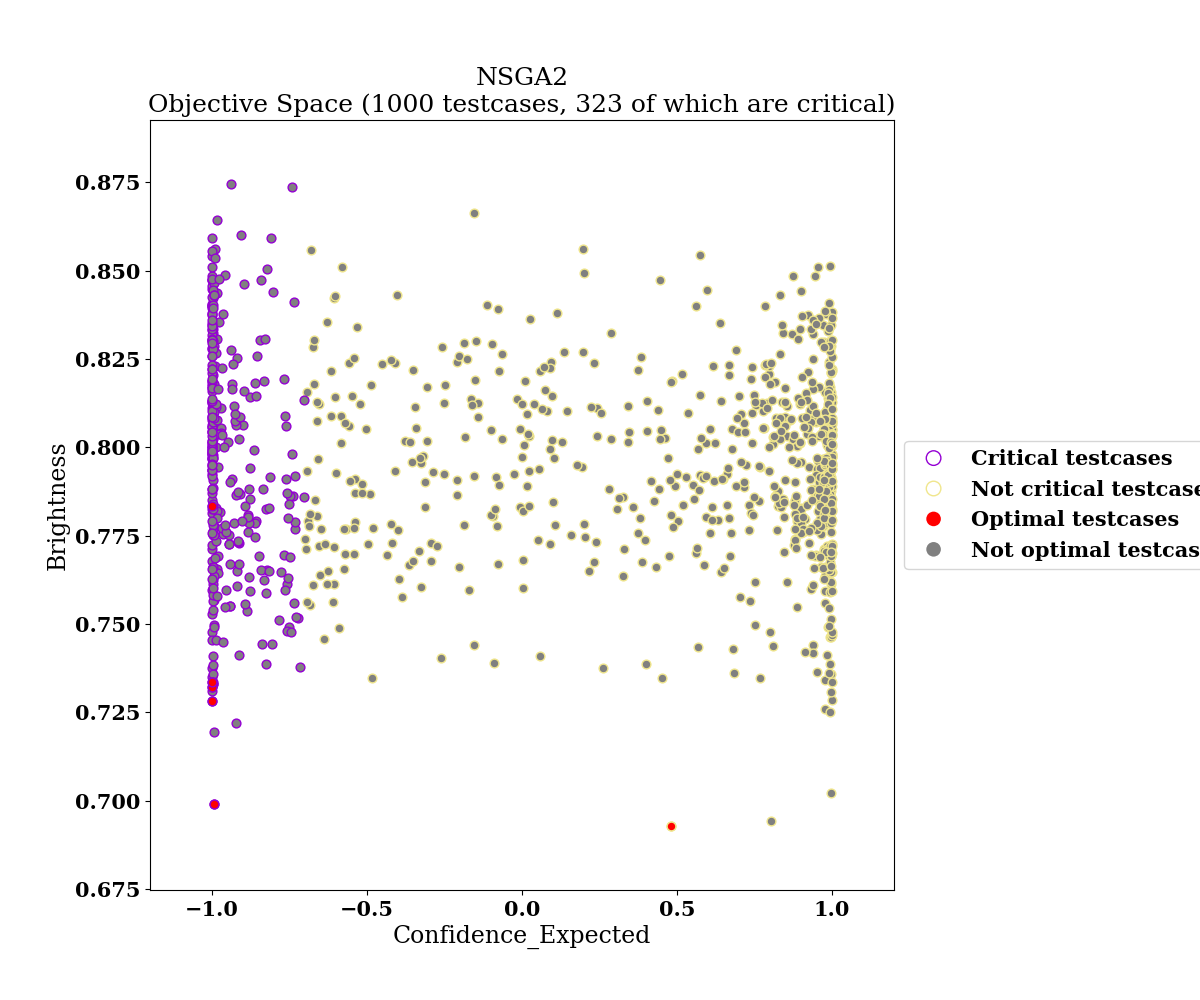 NSGA2
Objective Space (1000 testcases, 323 of which are critical)
0.875
0.850
0.825
0.800
0.775
0.750
0.725
0.700
0.675
Brightness
−1.0 −0.5 0.0 0.5 1.0
Confidence_Expected
Critical testcases
Not critical testcase
Optimal testcases
Not optimal testcas